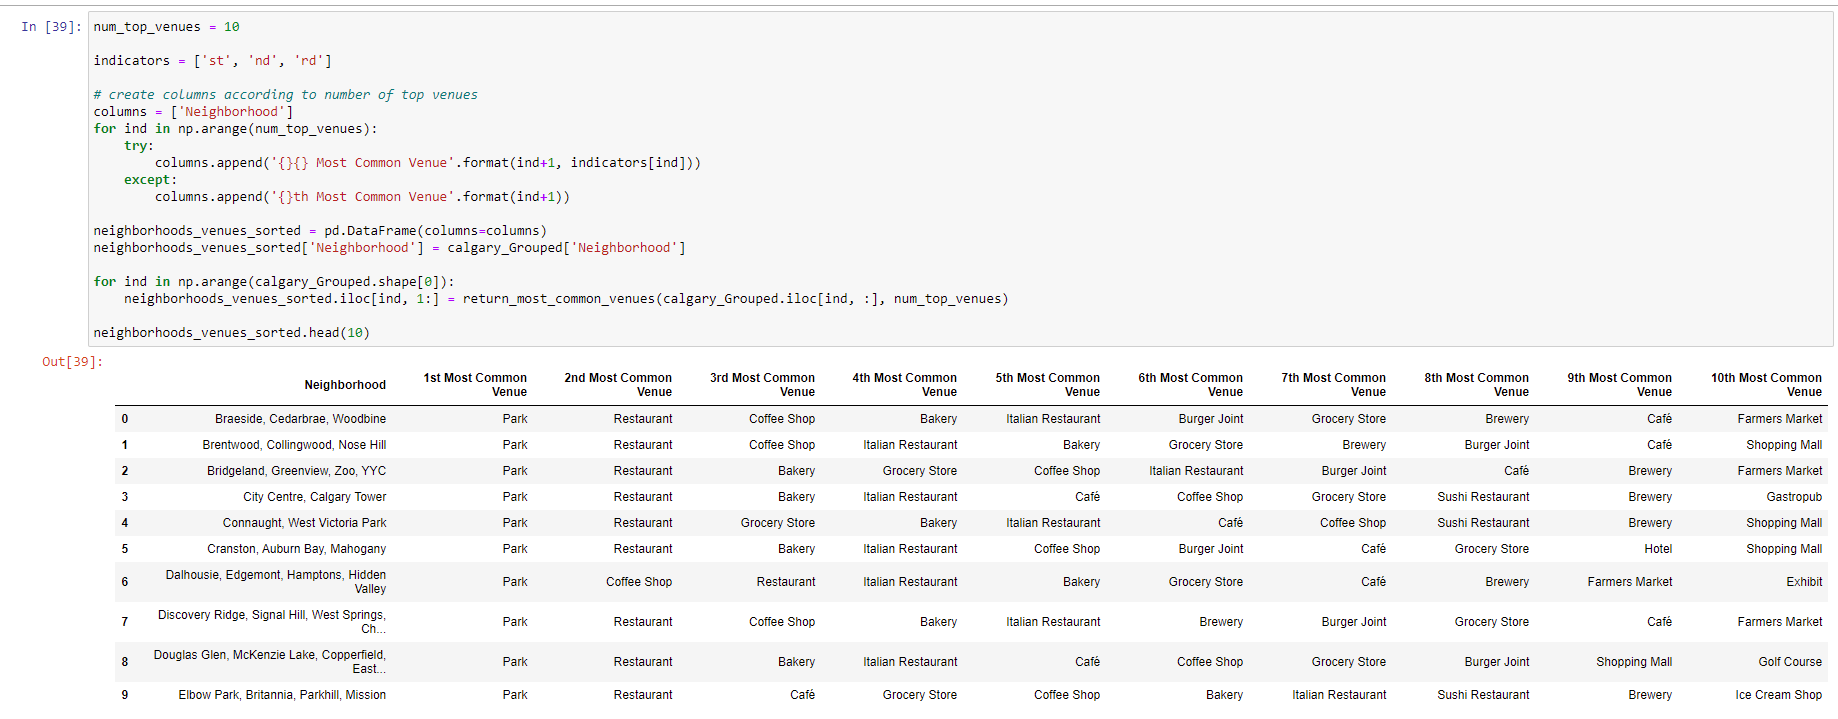 In [39]: num_top_venues = 10
indicators = ['st', 'nd', 'rd']
# create columns according to number of top venues
columns = ['Neighborhood']
for ind in np.arange(num_top_venues):
    try:
        columns.append('{}{} Most Common Venue'.format(ind+1, indicators[ind]))
    except:
        columns.append('{}th Most Common Venue'.format(ind+1))
neighborhoods_venues_sorted = pd.DataFrame(columns=columns)
neighborhoods_venues_sorted['Neighborhood'] = calgary_Grouped['Neighborhood']
for ind in np.arange(calgary_Grouped.shape[0]):
    neighborhoods_venues_sorted.iloc[ind, 1:] = return_most_common_venues(calgary_Grouped.iloc[ind, :], num_top_venues)
neighborhoods_venues_sorted.head(10)
Out[39]:
Neighborhood 1st Most Common Venue 2nd Most Common Venue 3rd Most Common Venue 4th Most Common Venue 5th Most Common Venue 6th Most Common Venue 7th Most Common Venue 8th Most Common Venue 9th Most Common Venue 10th Most Common Venue
0 Braeside, Cedarbrae, Woodbine Park Restaurant Coffee Shop Bakery Italian Restaurant Burger Joint Grocery Store Brewery Café Farmers Market
1 Brentwood, Collingwood, Nose Hill Park Restaurant Coffee Shop Italian Restaurant Bakery Grocery Store Brewery Burger Joint Café Shopping Mall
2 Bridgeland, Greenview, Zoo, YYC Park Restaurant Bakery Grocery Store Coffee Shop Italian Restaurant Burger Joint Café Brewery Farmers Market
3 City Centre, Calgary Tower Park Restaurant Bakery Italian Restaurant Café Coffee Shop Grocery Store Sushi Restaurant Brewery Gastropub
4 Connaught, West Victoria Park Park Restaurant Grocery Store Bakery Italian Restaurant Café Coffee Shop Sushi Restaurant Brewery Shopping Mall
5 Cranston, Auburn Bay, Mahogany Park Restaurant Bakery Italian Restaurant Coffee Shop Burger Joint Café Grocery Store Hotel Shopping Mall
6 Dalhousie, Edgemont, Hamptons, Hidden Valley Park Coffee Shop Restaurant Italian Restaurant Bakery Grocery Store Café Brewery Farmers Market Exhibit
7 Discovery Ridge, Signal Hill, West Springs, Ch... Park Restaurant Coffee Shop Bakery Italian Restaurant Brewery Burger Joint Grocery Store Café Farmers Market
8 Douglas Glen, McKenzie Lake, Copperfield, East... Park Restaurant Bakery Italian Restaurant Café Coffee Shop Grocery Store Burger Joint Shopping Mall Golf Course
9 Elbow Park, Britannia, Parkhill, Mission Park Restaurant Café Grocery Store Coffee Shop Bakery Italian Restaurant Sushi Restaurant Brewery Ice Cream Shop